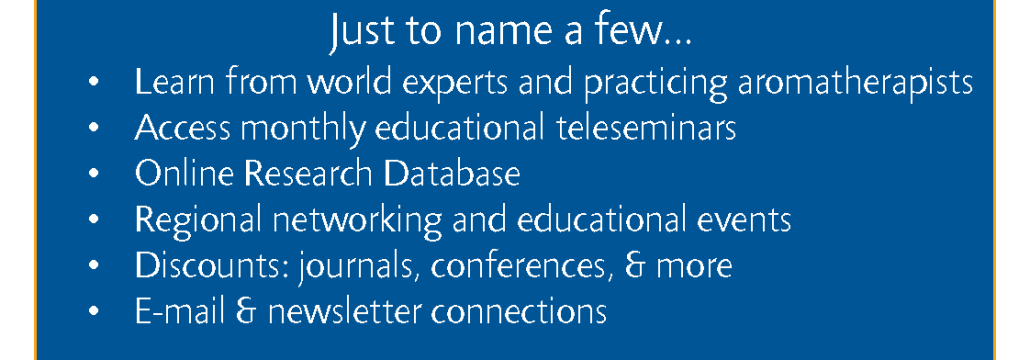 Just to name a few...
• Learn from world experts and practicing aromatherapists
• Access monthly educational teleseminars
• Online Research Database
• Regional networking and educational events
• Discounts: journals, conferences, & more
• E-mail & newsletter connections